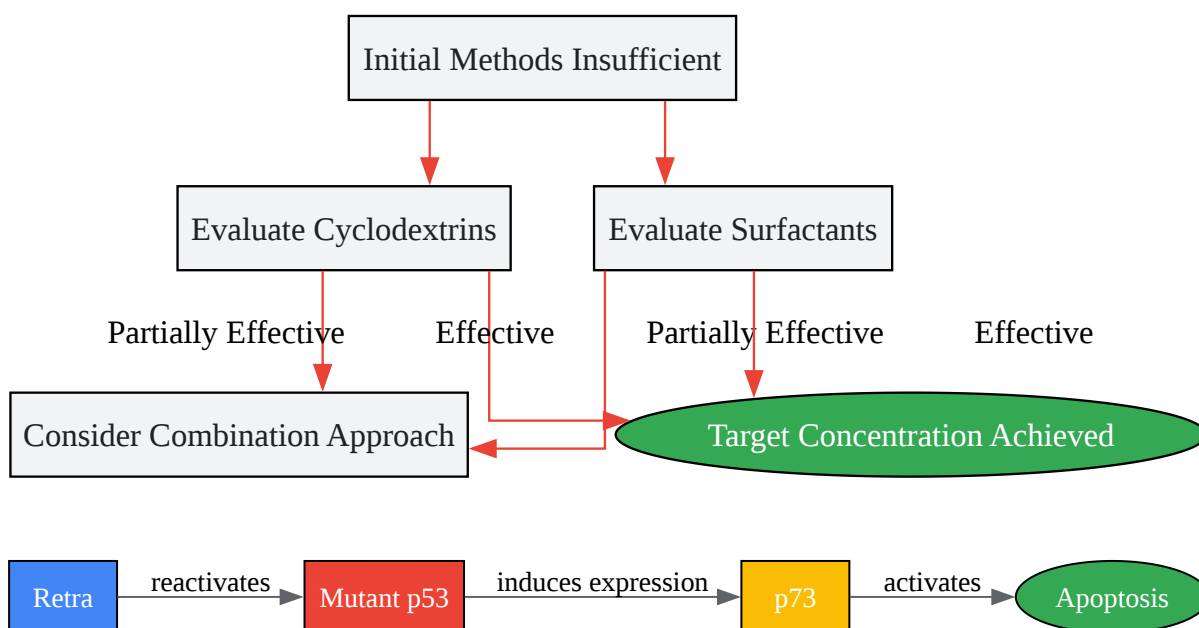 Initial Methods Insufficient
Evaluate Cyclodextrins
Evaluate Surfactants
Partially Effective
Effective
Partially Effective
Effective
Consider Combination Approach
Target Concentration Achieved
Retra
reactivates
Mutant p53
induces expression
p73
activates
Apoptosis